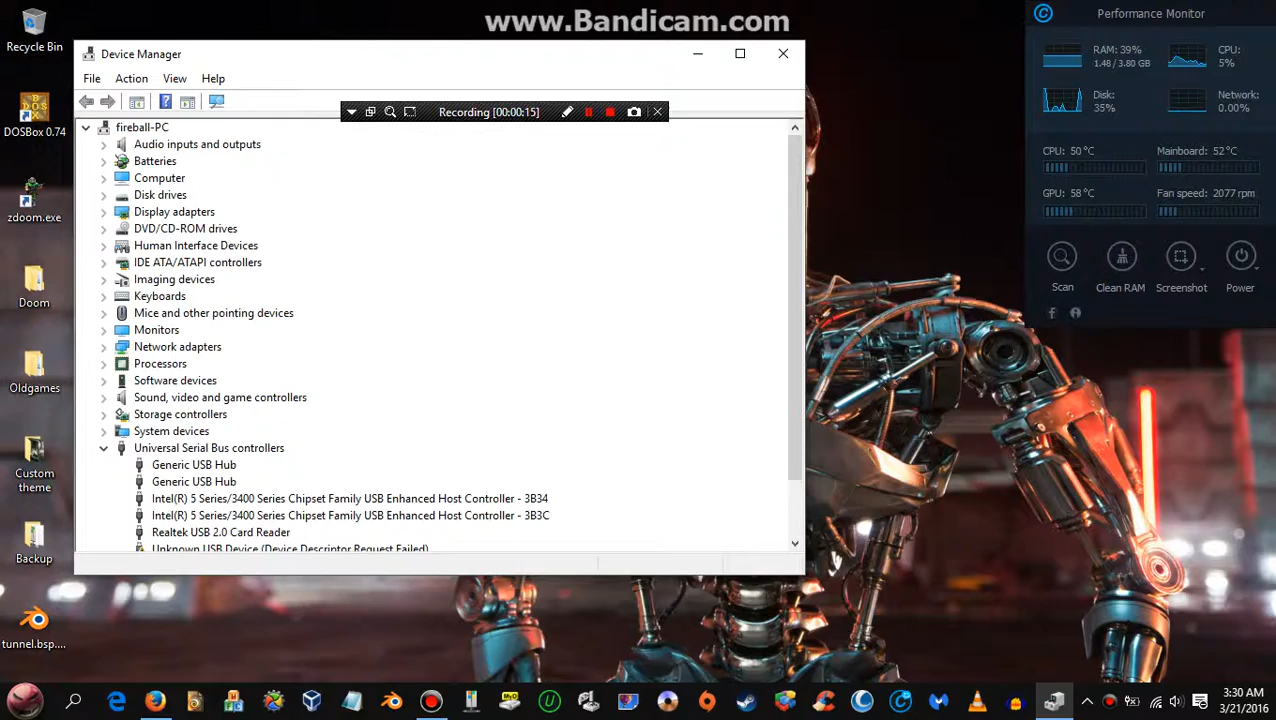 www.Bandicam.com
Recycle Bin
DOSBox 0.74
zdoom.exe
Doom
Oldgames
Custom
theme
Backup
tunnel.bsp....
Device Manager
File Action View Help
Recording [00:00:15]
fireball-PC
Audio inputs and outputs
Batteries
Computer
Disk drives
Display adapters
DVD/CD-ROM drives
Human Interface Devices
IDE ATA/ATAPI controllers
Imaging devices
Keyboards
Mice and other pointing devices
Monitors
Network adapters
Processors
Software devices
Sound, video and game controllers
Storage controllers
System devices
Universal Serial Bus controllers
Generic USB Hub
Generic USB Hub
Intel(R) 5 Series/3400 Series Chipset Family USB Enhanced Host Controller - 3B34
Intel(R) 5 Series/3400 Series Chipset Family USB Enhanced Host Controller - 3B3C
Realtek USB 2.0 Card Reader
Unknown USB Device (Device Descriptor Request Failed)
Performance Monitor
RAM: 39%
1.48 / 3.80 GB
CPU:
5%
Disk:
35%
Network:
0.00%
CPU: 50 °C
Mainboard: 52 °C
GPU: 58 °C
Fan speed: 2077 rpm
Scan
Clean RAM
Screenshot
Power
3:30 AM
3/21/2016